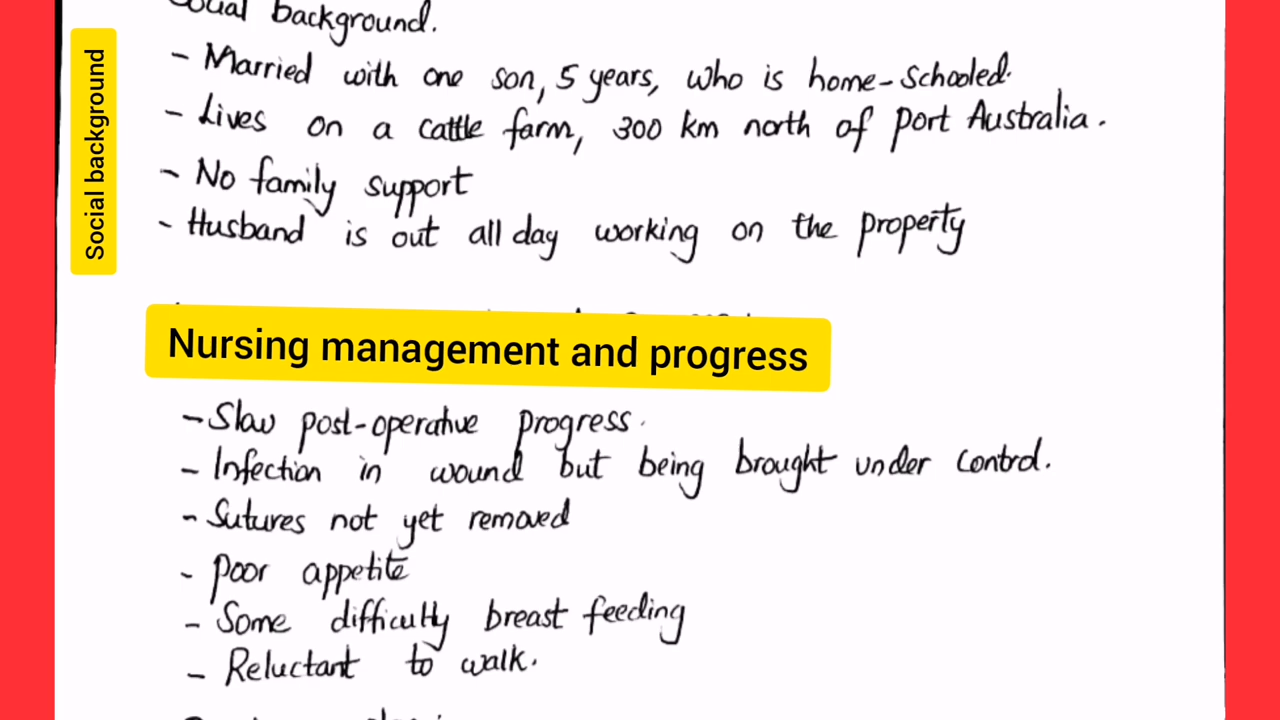 Social background
Social background.
- Married with one son, 5 years, who is home-schooled.
- Lives on a cattle farm, 300 km north of port Australia.
- No family support
- Husband is out all day working on the property
Nursing management and progress
- Slow post-operative progress.
- Infection in wound but being brought under control.
- Sutures not yet removed
- poor appetite
- Some difficulty breast feeding
- Reluctant to walk.